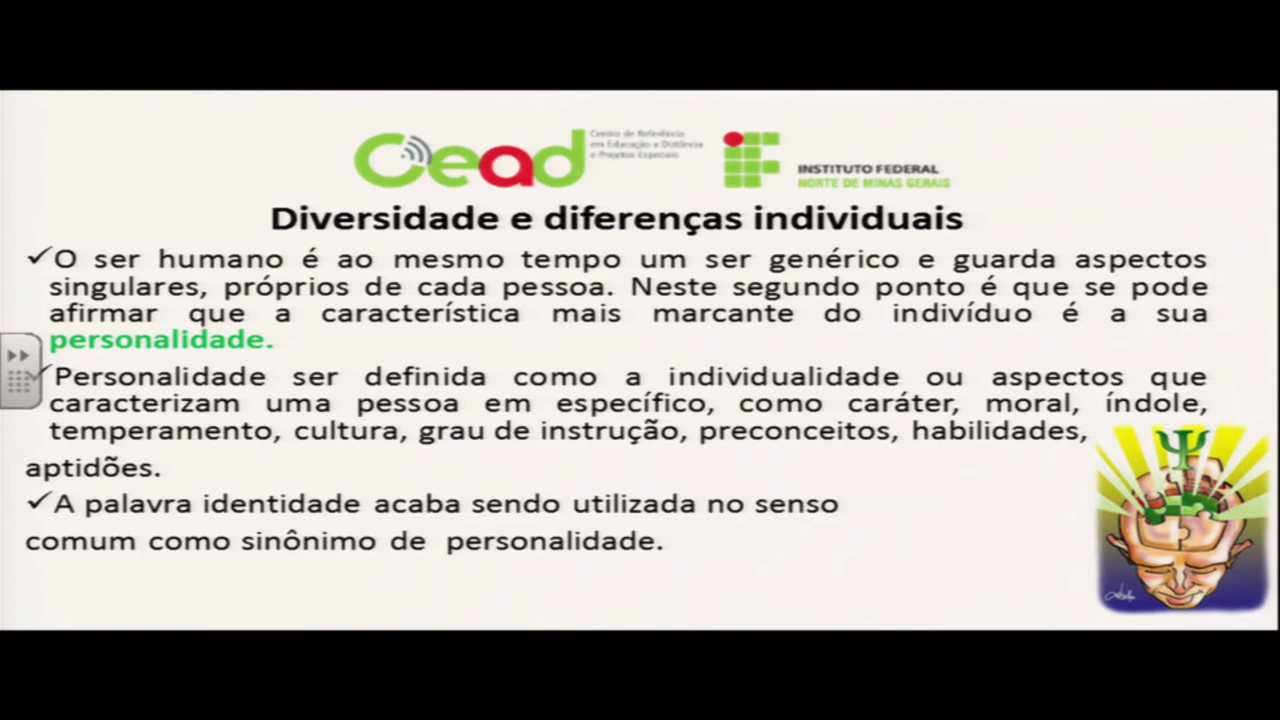 Cead
Centro de Referência
em Educação a Distância
e Projetos Especiais
INSTITUTO FEDERAL
NORTE DE MINAS GERAIS
Diversidade e diferenças individuais
✓O ser humano é ao mesmo tempo um ser genérico e guarda aspectos
singulares, próprios de cada pessoa. Neste segundo ponto é que se pode
afirmar que a característica mais marcante do indivíduo é a sua
personalidade.
✓Personalidade ser definida como a individualidade ou aspectos que
caracterizam uma pessoa em específico, como caráter, moral, índole,
temperamento, cultura, grau de instrução, preconceitos, habilidades,
aptidões.
✓A palavra identidade acaba sendo utilizada no senso
comum como sinônimo de personalidade.
Ψ